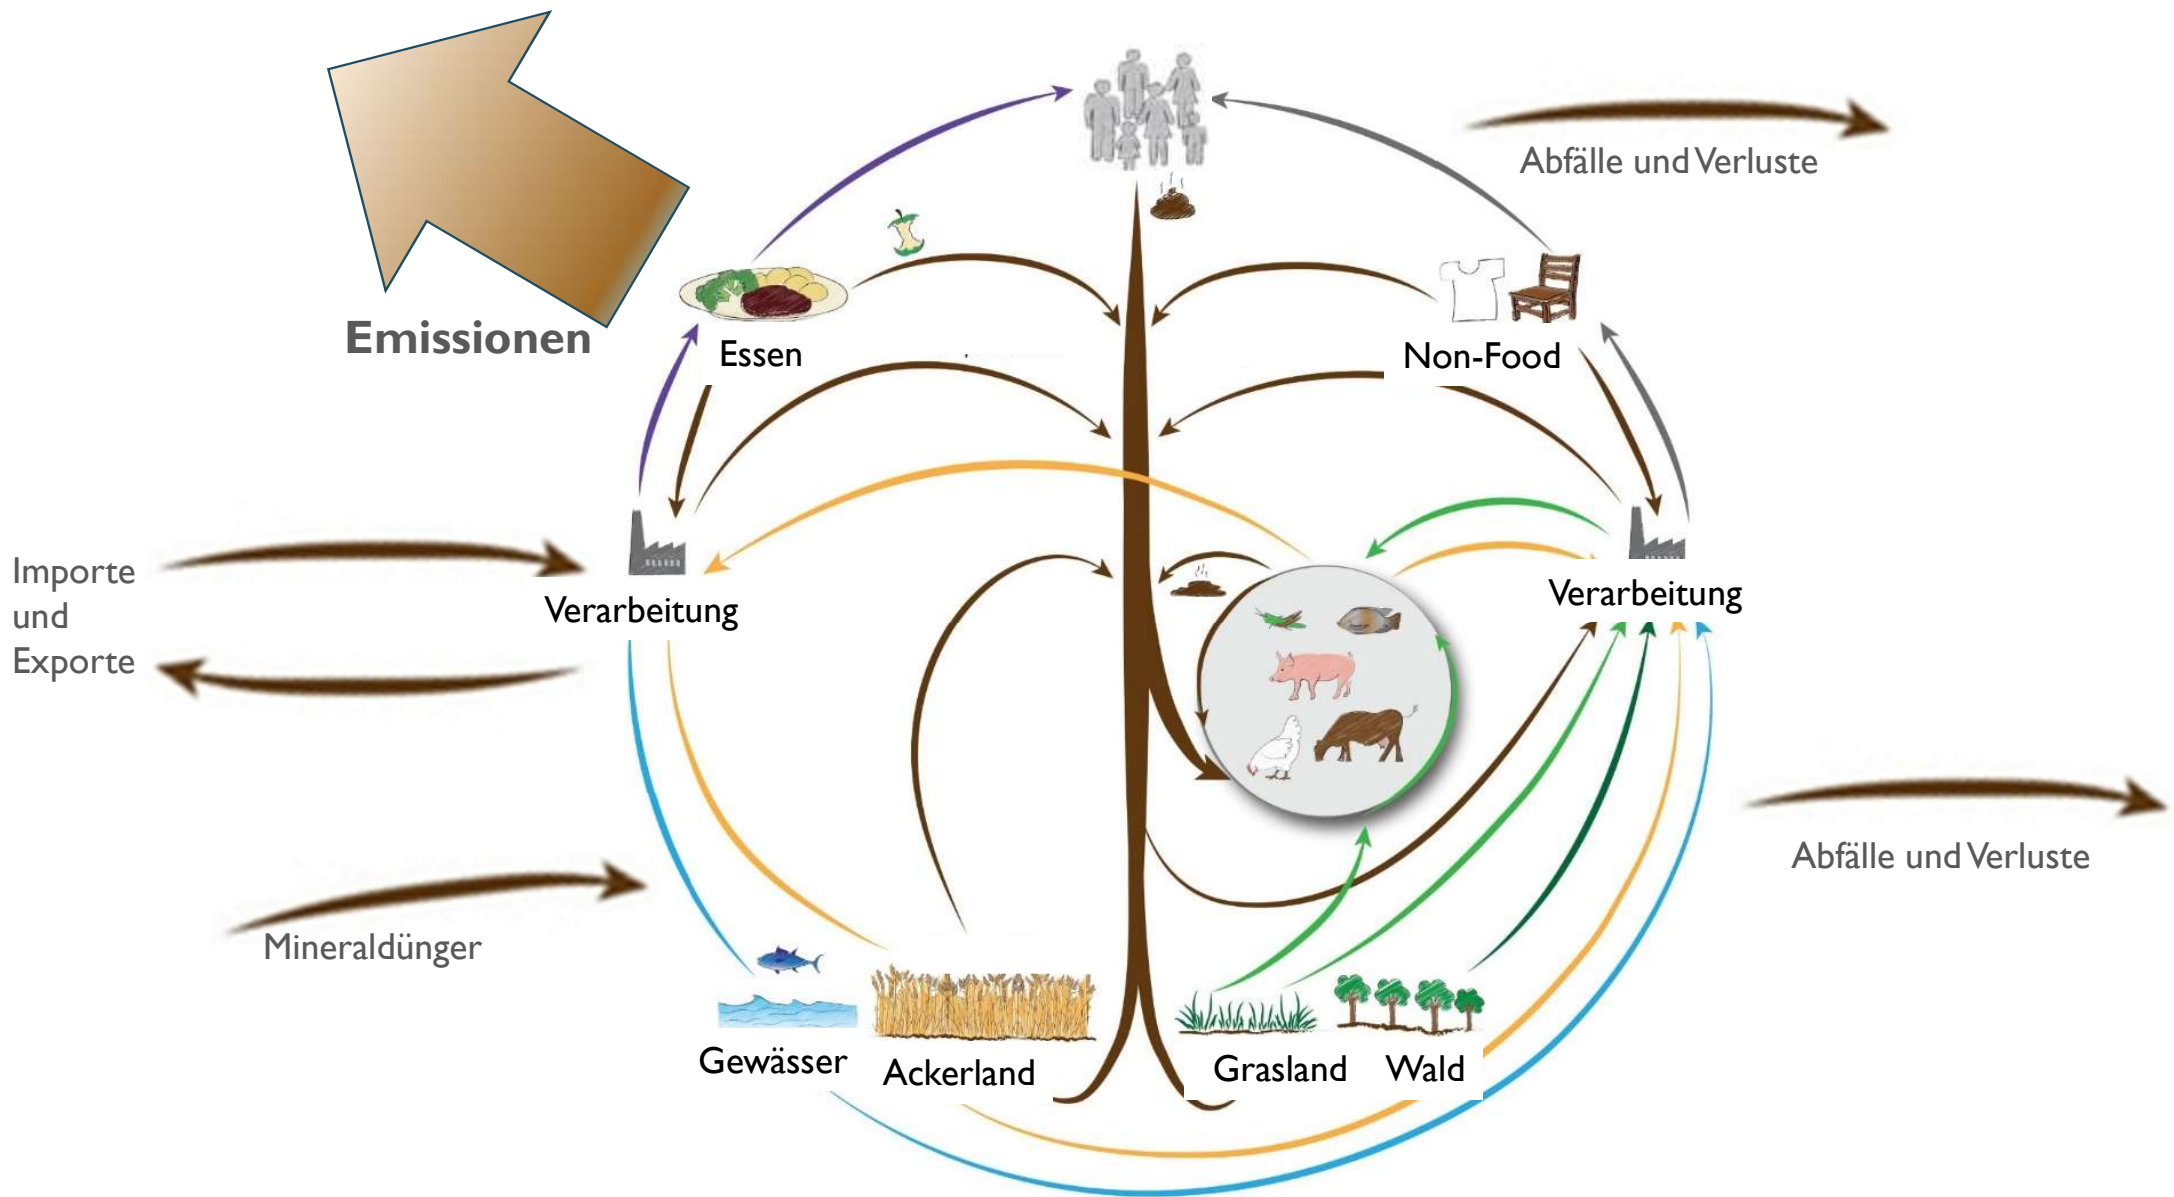 Abfälle und Verluste
Emissionen
Essen
Non-Food
Importe
und
Exporte
Verarbeitung
Verarbeitung
Abfälle und Verluste
Mineraldünger
Gewässer
Ackerland
Grasland
Wald